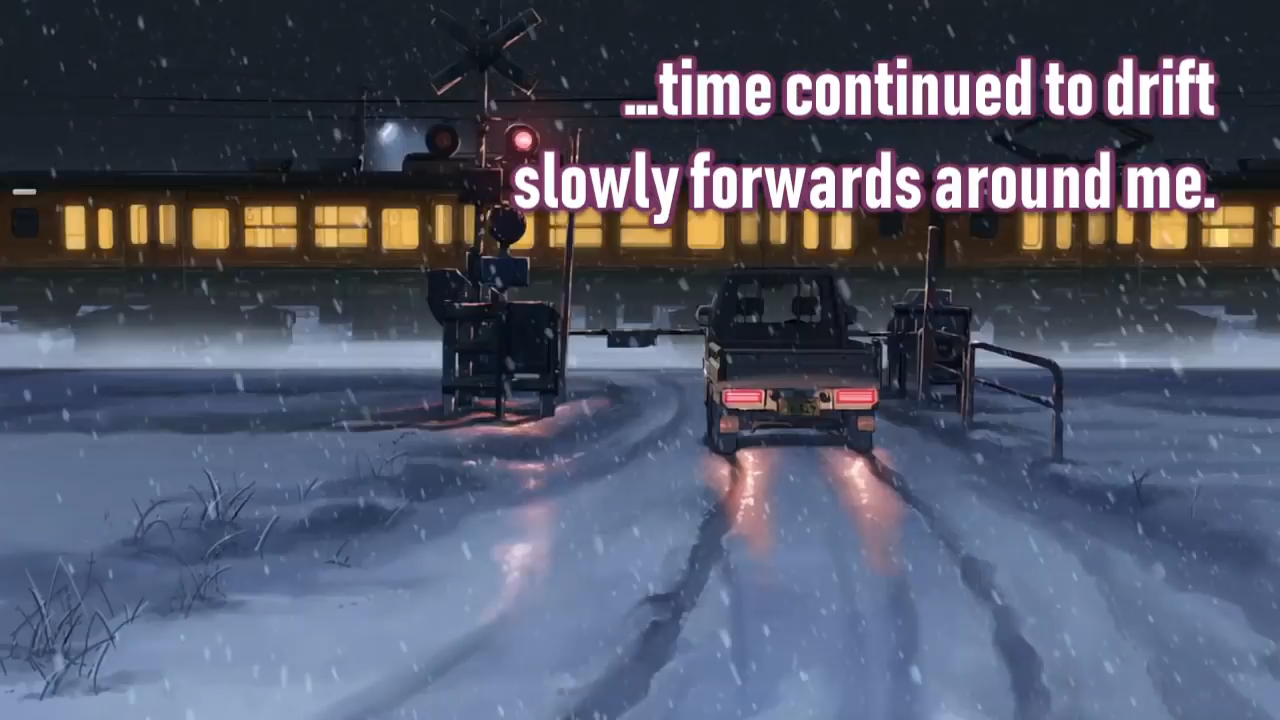 ...time continued to drift
slowly forwards around me.